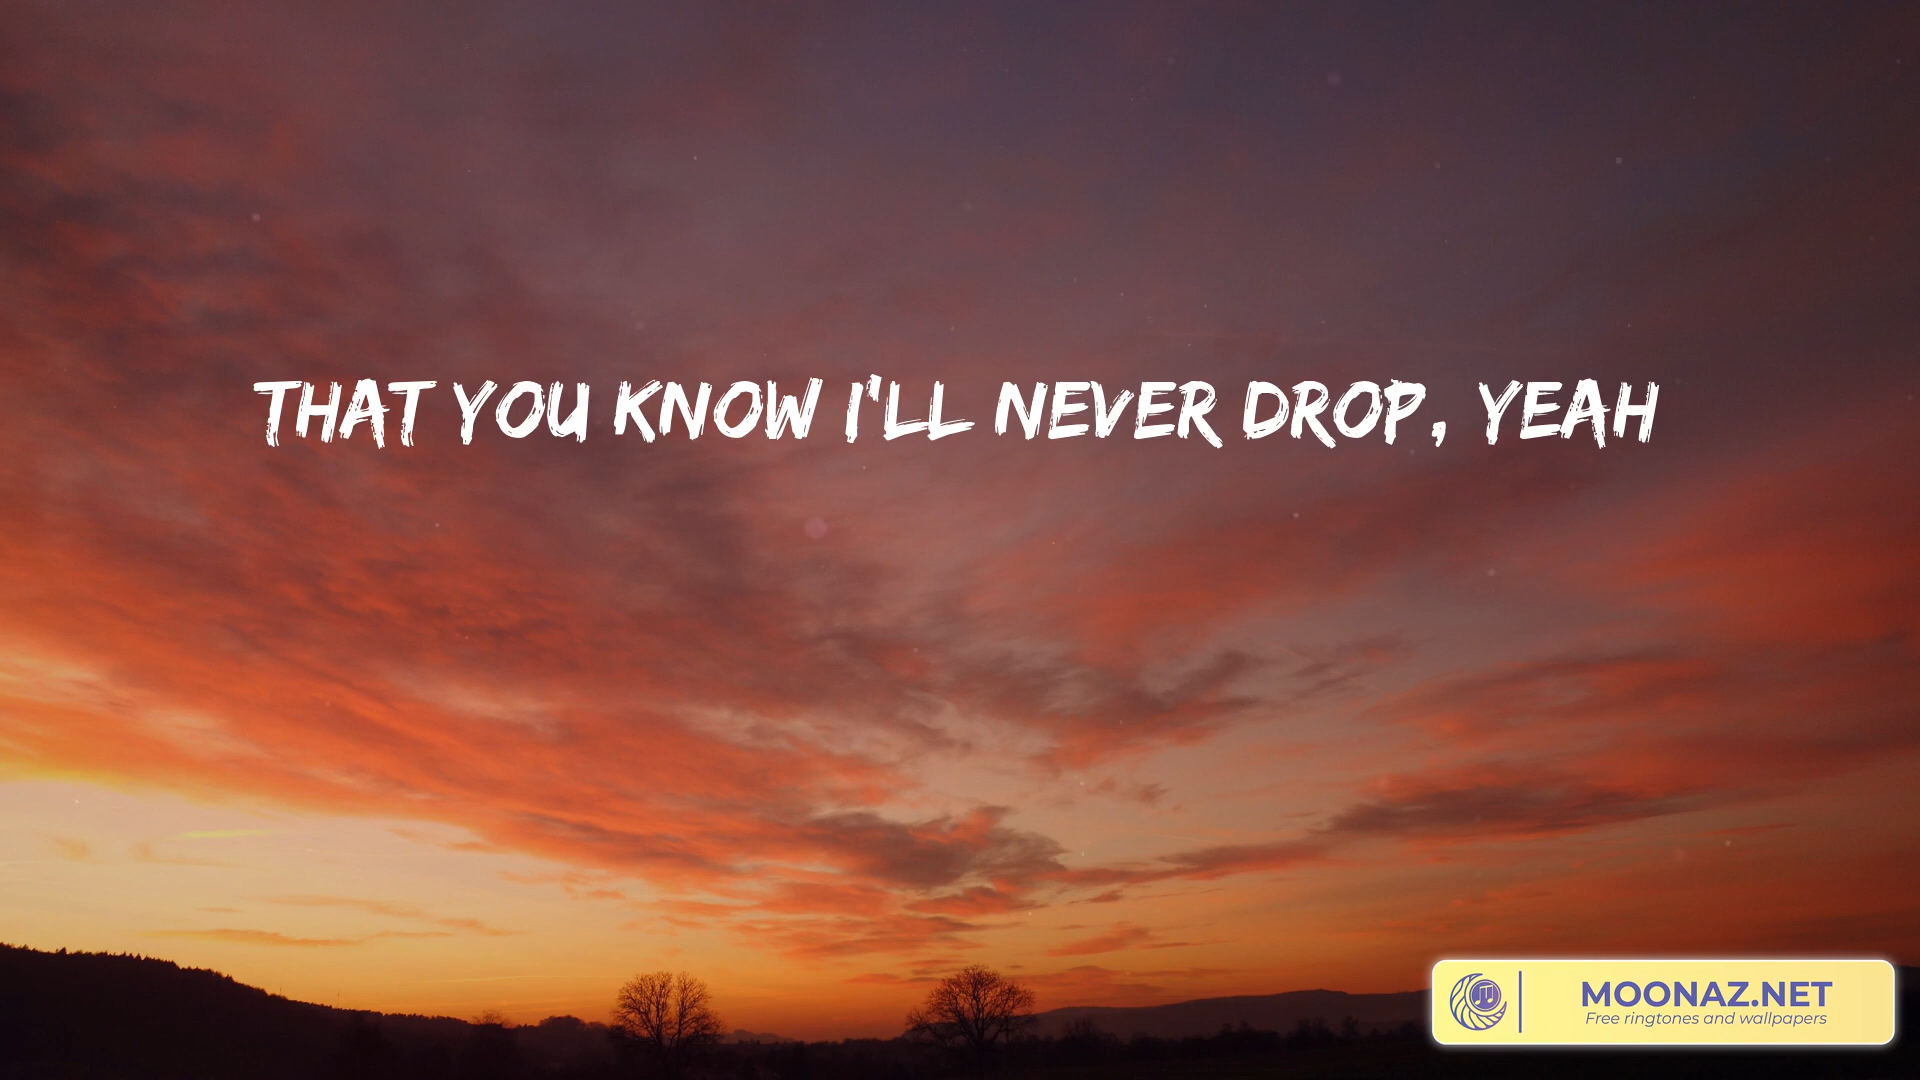 THAT YOU KNOW I'LL NEVER DROP, YEAH
MOONAZ.NET
Free ringtones and wallpapers